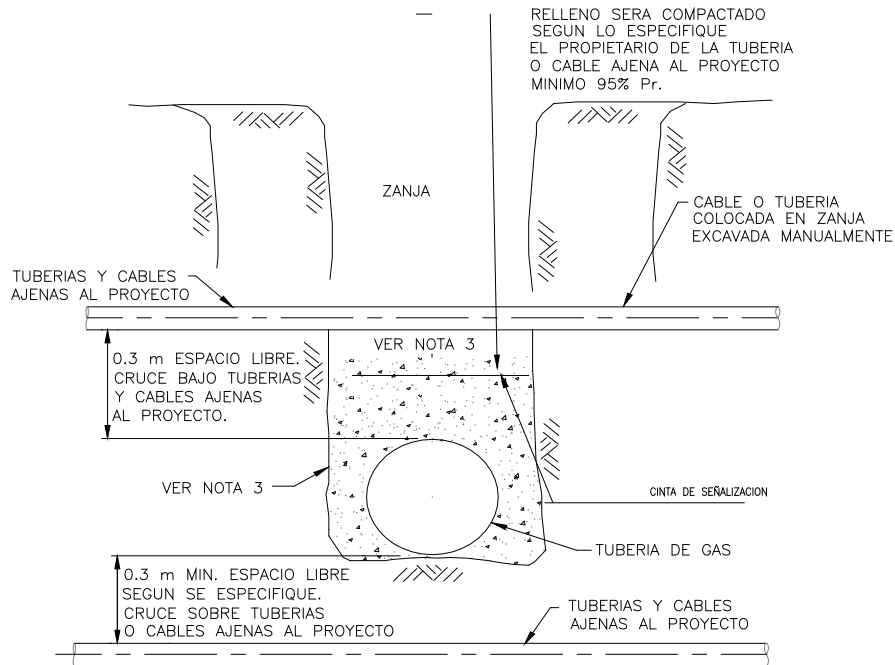 RELLENO SERA COMPACTADO
SEGUN LO ESPECIFIQUE
EL PROPIETARIO DE LA TUBERIA
O CABLE AJENA AL PROYECTO
MINIMO 95% Pr.
ZANJA
CABLE O TUBERIA
COLOCADA EN ZANJA
EXCAVADA MANUALMENTE
TUBERIAS Y CABLES
AJENAS AL PROYECTO
VER NOTA 3
0.3 m ESPACIO LIBRE.
CRUCE BAJO TUBERIAS
Y CABLES AJENAS
AL PROYECTO.
VER NOTA 3
CINTA DE SEÑALIZACION
TUBERIA DE GAS
0.3 m MIN. ESPACIO LIBRE
SEGUN SE ESPECIFIQUE.
CRUCE SOBRE TUBERIAS
O CABLES AJENAS AL PROYECTO
TUBERIAS Y CABLES
AJENAS AL PROYECTO